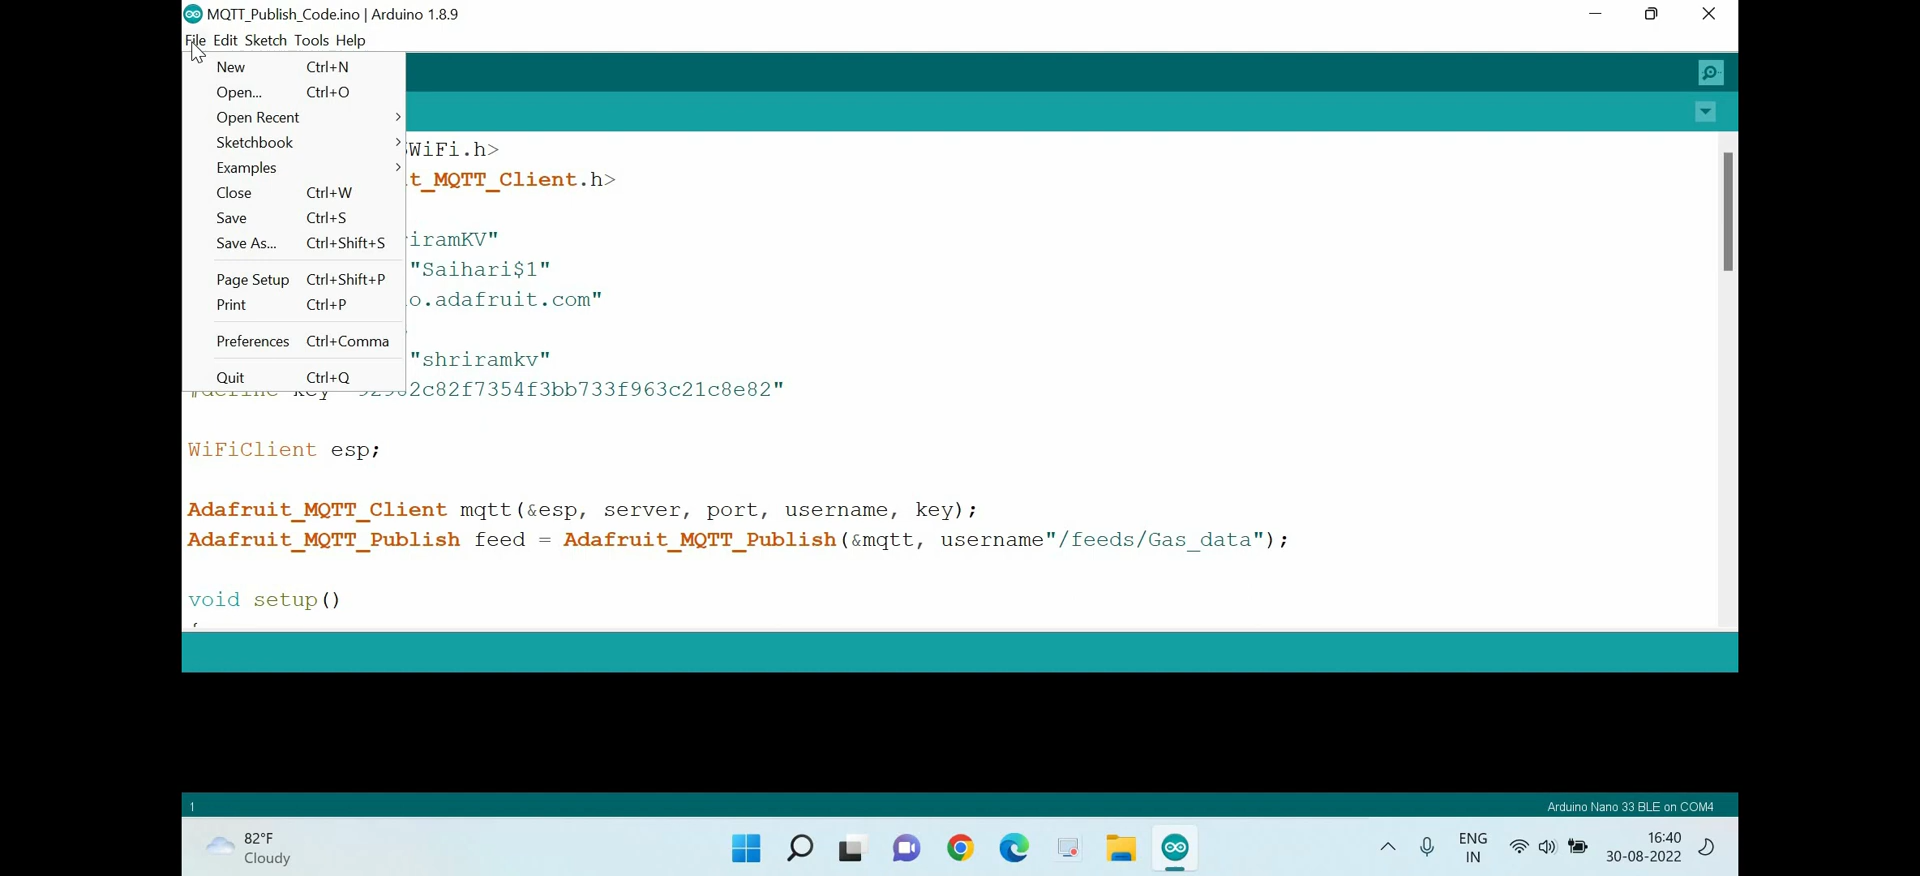 MQTT_Publish_Code.ino | Arduino 1.8.9
File Edit Sketch Tools Help
New Ctrl+N
Open... Ctrl+O
Open Recent
Sketchbook
Examples
Close Ctrl+W
Save Ctrl+S
Save As... Ctrl+Shift+S
Page Setup Ctrl+Shift+P
Print Ctrl+P
Preferences Ctrl+Comma
Quit Ctrl+Q
WiFi.h>
t_MQTT_Client.h>
iramKV"
"Saihari$1"
o.adafruit.com"
"shriramkv"
2c82f7354f3bb733f963c21c8e82"
WiFiClient esp;
Adafruit_MQTT_Client mqtt(&esp, server, port, username, key);
Adafruit_MQTT_Publish feed = Adafruit_MQTT_Publish(&mqtt, username"/feeds/Gas_data");
void setup()
1
Arduino Nano 33 BLE on COM4
82°F
Cloudy
ENG
IN
16:40
30-08-2022